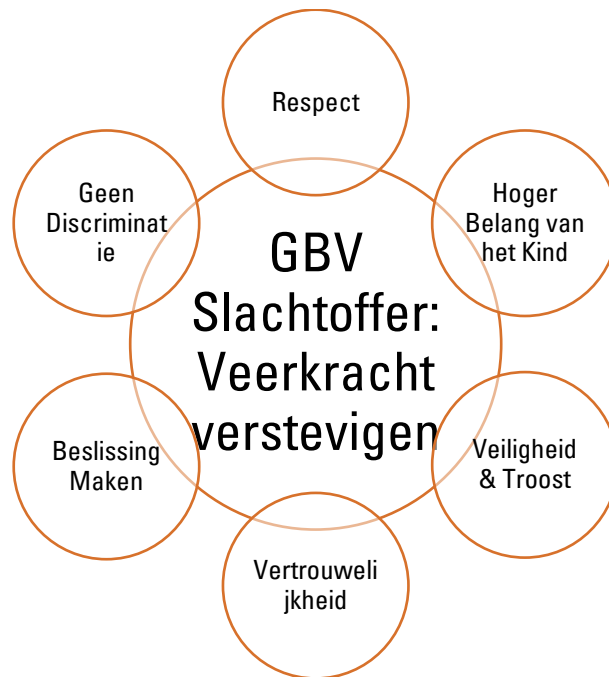 Respect
Hoger
Belang van
het Kind
Veiligheid
& Troost
Vertrouweli
jkheid
Beslissing
Maken
Geen
Discriminat
ie
GBV
Slachtoffer:
Veerkracht
verstevigen